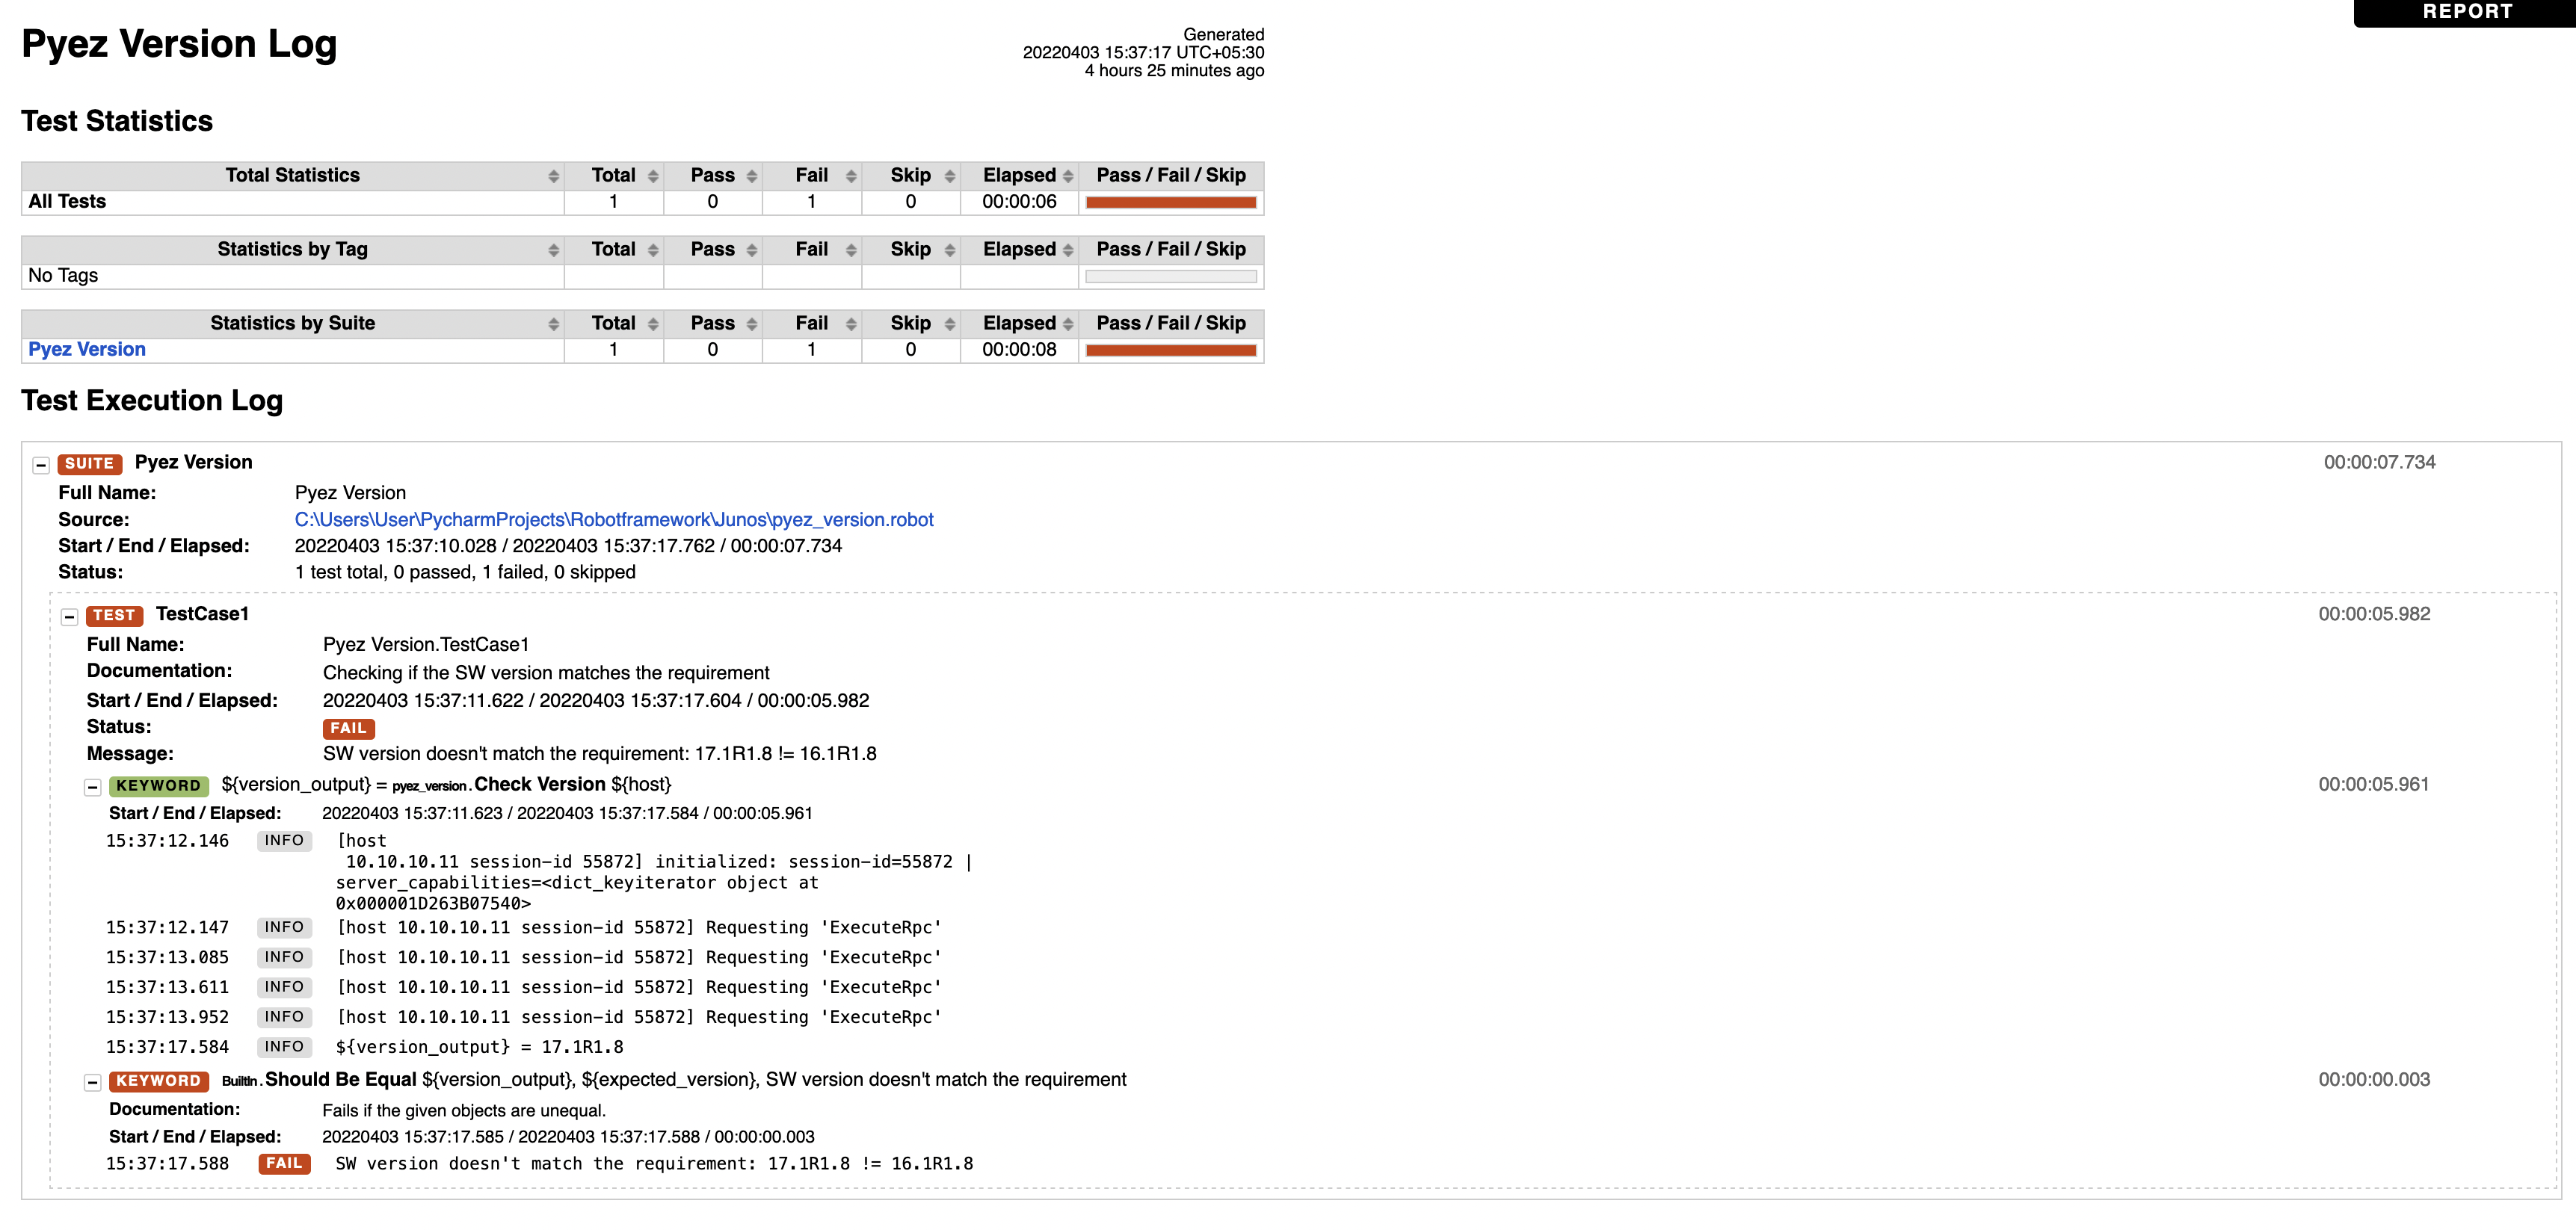 REPORT
Pyez Version Log
Generated
20220403 15:37:17 UTC+05:30
4 hours 25 minutes ago
Test Statistics
Total Statistics Total Pass Fail Skip Elapsed Pass / Fail / Skip
All Tests 1 0 1 0 00:00:06
Statistics by Tag Total Pass Fail Skip Elapsed Pass / Fail / Skip
No Tags
Statistics by Suite Total Pass Fail Skip Elapsed Pass / Fail / Skip
Pyez Version 1 0 1 0 00:00:08
Test Execution Log
SUITE Pyez Version 00:00:07.734
Full Name: Pyez Version
Source: C:\Users\User\PycharmProjects\Robotframework\Junos\pyez_version.robot
Start / End / Elapsed: 20220403 15:37:10.028 / 20220403 15:37:17.762 / 00:00:07.734
Status: 1 test total, 0 passed, 1 failed, 0 skipped
TEST TestCase1 00:00:05.982
Full Name: Pyez Version.TestCase1
Documentation: Checking if the SW version matches the requirement
Start / End / Elapsed: 20220403 15:37:11.622 / 20220403 15:37:17.604 / 00:00:05.982
Status: FAIL
Message: SW version doesn't match the requirement: 17.1R1.8 != 16.1R1.8
KEYWORD ${version_output} = pyez_version.Check Version ${host} 00:00:05.961
Start / End / Elapsed: 20220403 15:37:11.623 / 20220403 15:37:17.584 / 00:00:05.961
15:37:12.146 INFO [host
10.10.10.11 session-id 55872] initialized: session-id=55872 |
server_capabilities=<dict_keyiterator object at
0x000001D263B07540>
15:37:12.147 INFO [host 10.10.10.11 session-id 55872] Requesting 'ExecuteRpc'
15:37:13.085 INFO [host 10.10.10.11 session-id 55872] Requesting 'ExecuteRpc'
15:37:13.611 INFO [host 10.10.10.11 session-id 55872] Requesting 'ExecuteRpc'
15:37:13.952 INFO [host 10.10.10.11 session-id 55872] Requesting 'ExecuteRpc'
15:37:17.584 INFO ${version_output} = 17.1R1.8
KEYWORD BuiltIn.Should Be Equal ${version_output}, ${expected_version}, SW version doesn't match the requirement 00:00:00.003
Documentation: Fails if the given objects are unequal.
Start / End / Elapsed: 20220403 15:37:17.585 / 20220403 15:37:17.588 / 00:00:00.003
15:37:17.588 FAIL SW version doesn't match the requirement: 17.1R1.8 != 16.1R1.8